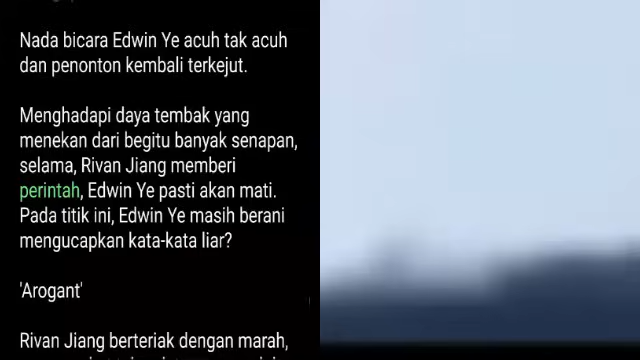 Nada bicara Edwin Ye acuh tak acuh
dan penonton kembali terkejut.
Menghadapi daya tembak yang
menekan dari begitu banyak senapan,
selama, Rivan Jiang memberi
perintah, Edwin Ye pasti akan mati.
Pada titik ini, Edwin Ye masih berani
mengucapkan kata-kata liar?
'Arogant'
Rivan Jiang berteriak dengan marah,